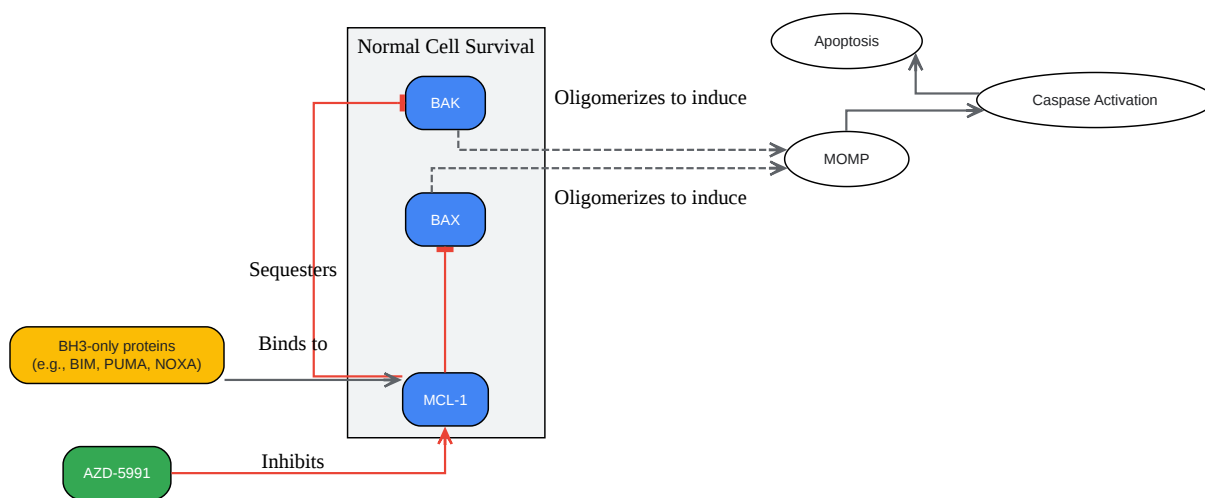 Normal Cell Survival
Apoptosis
BAK
Oligomerizes to induce
Caspase Activation
MOMP
Oligomerizes to induce
BAX
Sequesters
BH3-only proteins
(e.g., BIM, PUMA, NOXA)
Binds to
MCL-1
AZD-5991
Inhibits